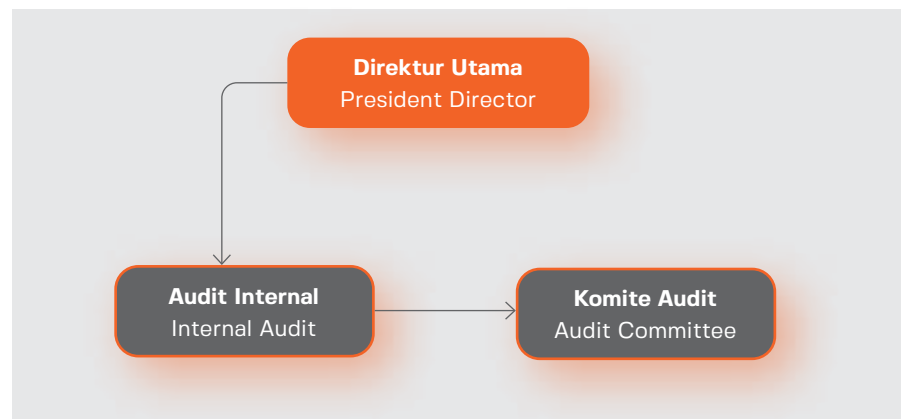 Direktur Utama
President Director
Audit Internal
Internal Audit
Komite Audit
Audit Committee